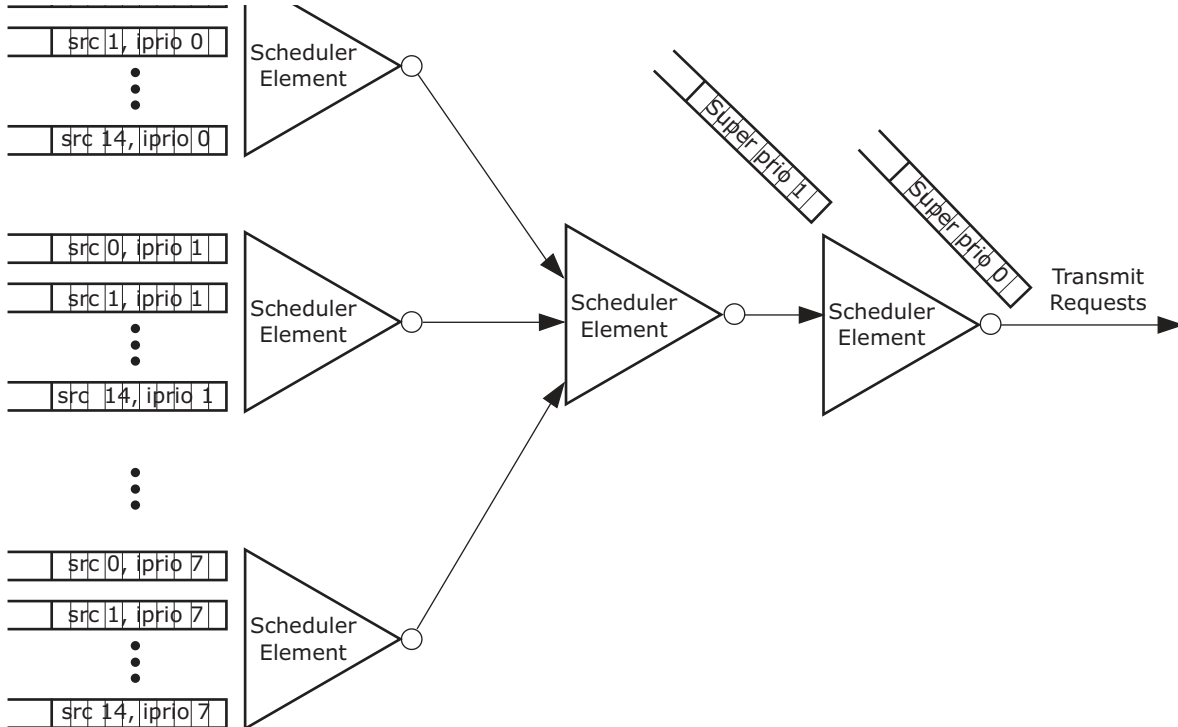 src 1, iprio 0
src 14, iprio 0
Scheduler
Element
src 0, iprio 1
src 1, iprio 1
src  14, iprio 1
Scheduler
Element
src 0, iprio 7
src 1, iprio 7
src 14, iprio 7
Scheduler
Element
Scheduler
Element
Super prio 1
Scheduler
Element
Super prio 0
Transmit
Requests